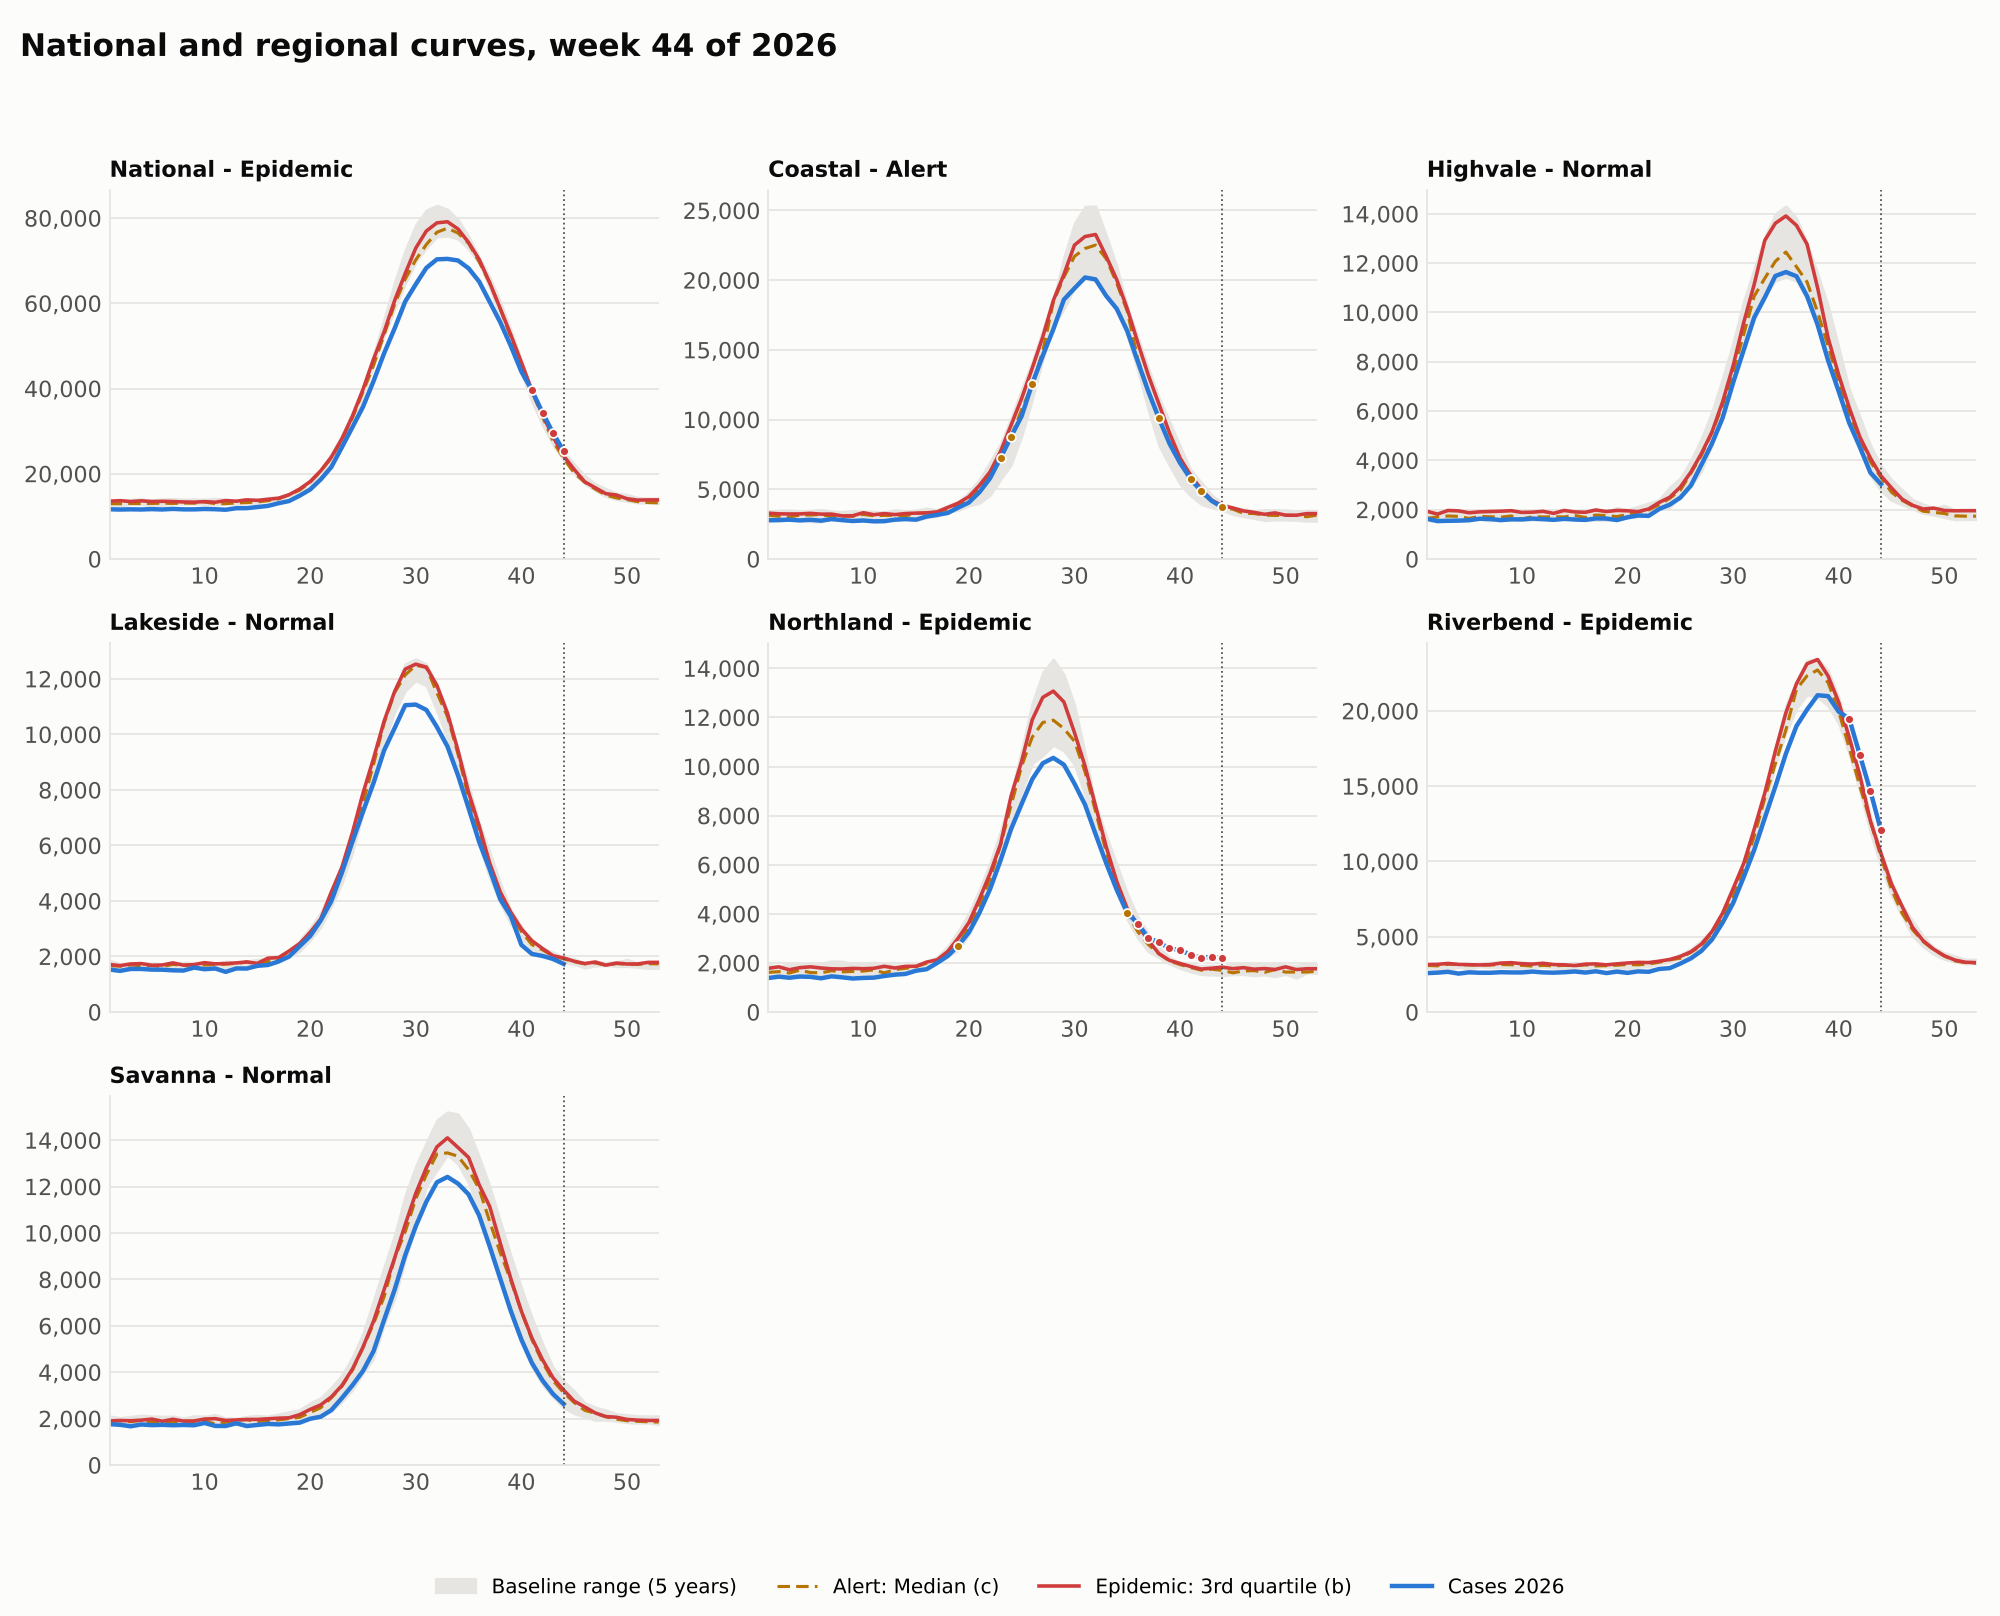 National and regional curves, week 44 of 2026
National - Epidemic
80,000
60,000
40,000
20,000
0
10 20 30 40 50
Coastal - Alert
25,000
20,000
15,000
10,000
5,000
0
10 20 30 40 50
Highvale - Normal
14,000
12,000
10,000
8,000
6,000
4,000
2,000
0
10 20 30 40 50
Lakeside - Normal
12,000
10,000
8,000
6,000
4,000
2,000
0
10 20 30 40 50
Northland - Epidemic
14,000
12,000
10,000
8,000
6,000
4,000
2,000
0
10 20 30 40 50
Riverbend - Epidemic
20,000
15,000
10,000
5,000
0
10 20 30 40 50
Savanna - Normal
14,000
12,000
10,000
8,000
6,000
4,000
2,000
0
10 20 30 40 50
Baseline range (5 years) Alert: Median (c) Epidemic: 3rd quartile (b) Cases 2026